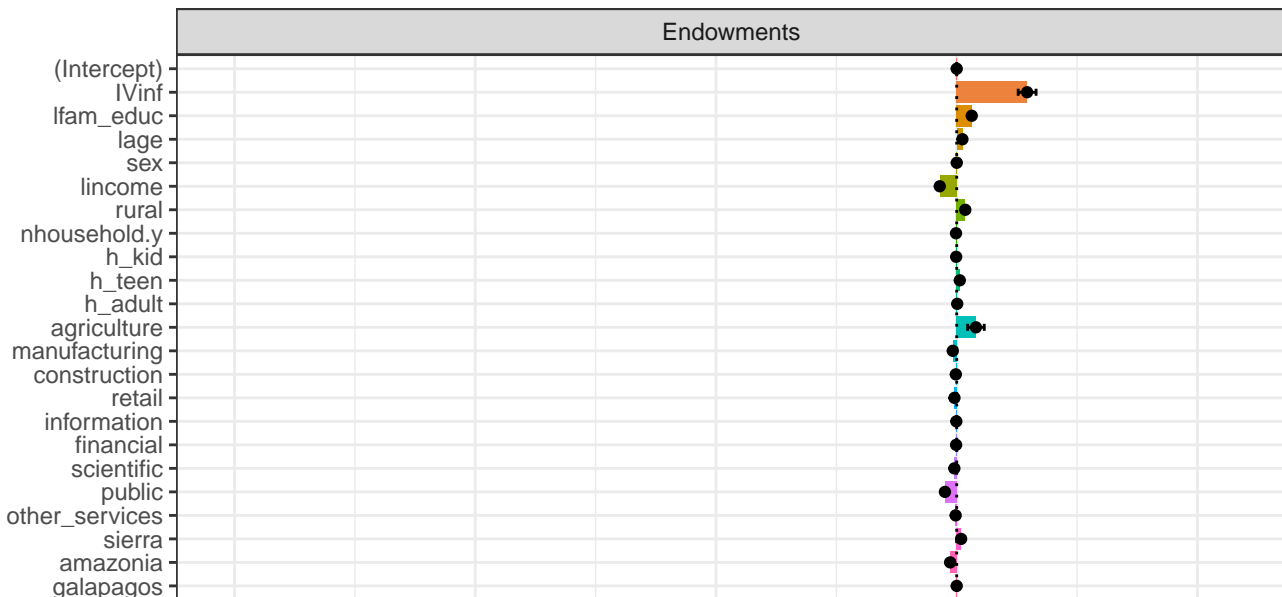 Endowments
(Intercept)
IVinf
lfam_educ
lage
sex
lincome
rural
nhousehold.y
h_kid
h_teen
h_adult
agriculture
manufacturing
construction
retail
information
financial
scientific
public
other_services
sierra
amazonia
galapagos